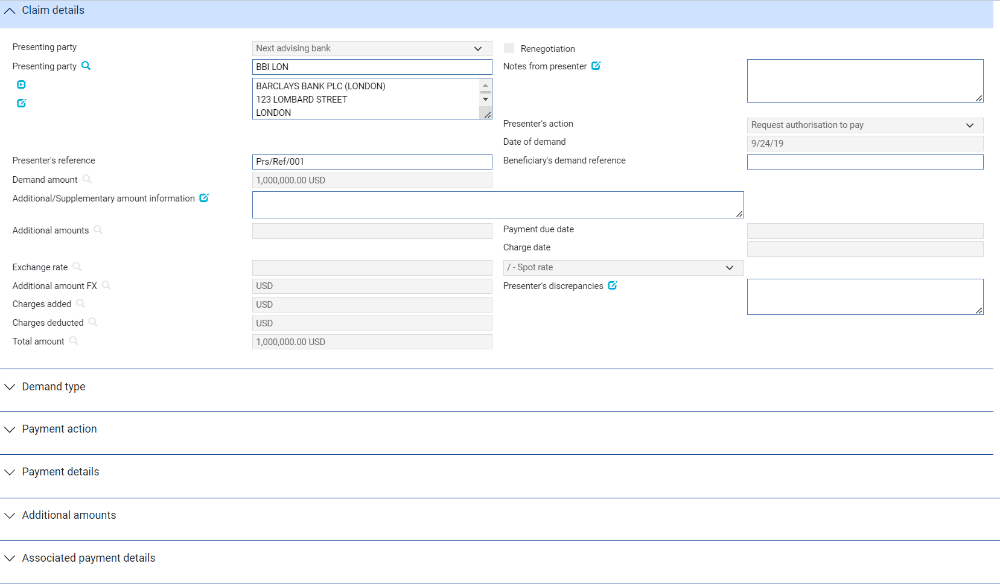 Claim details
Presenting party
Next advising bank
Renegotiation
Presenting party
BBI LON
Notes from presenter
BARCLAYS BANK PLC (LONDON)
123 LOMBARD STREET
LONDON
Presenter's action
Request authorisation to pay
Date of demand
9/24/19
Presenter's reference
Prs/Ref/001
Beneficiary's demand reference
Demand amount
1,000,000.00 USD
Additional/Supplementary amount information
Additional amounts
Payment due date
Charge date
Exchange rate
/ - Spot rate
Additional amount FX
USD
Presenter's discrepancies
Charges added
USD
Charges deducted
USD
Total amount
1,000,000.00 USD
Demand type
Payment action
Payment details
Additional amounts
Associated payment details